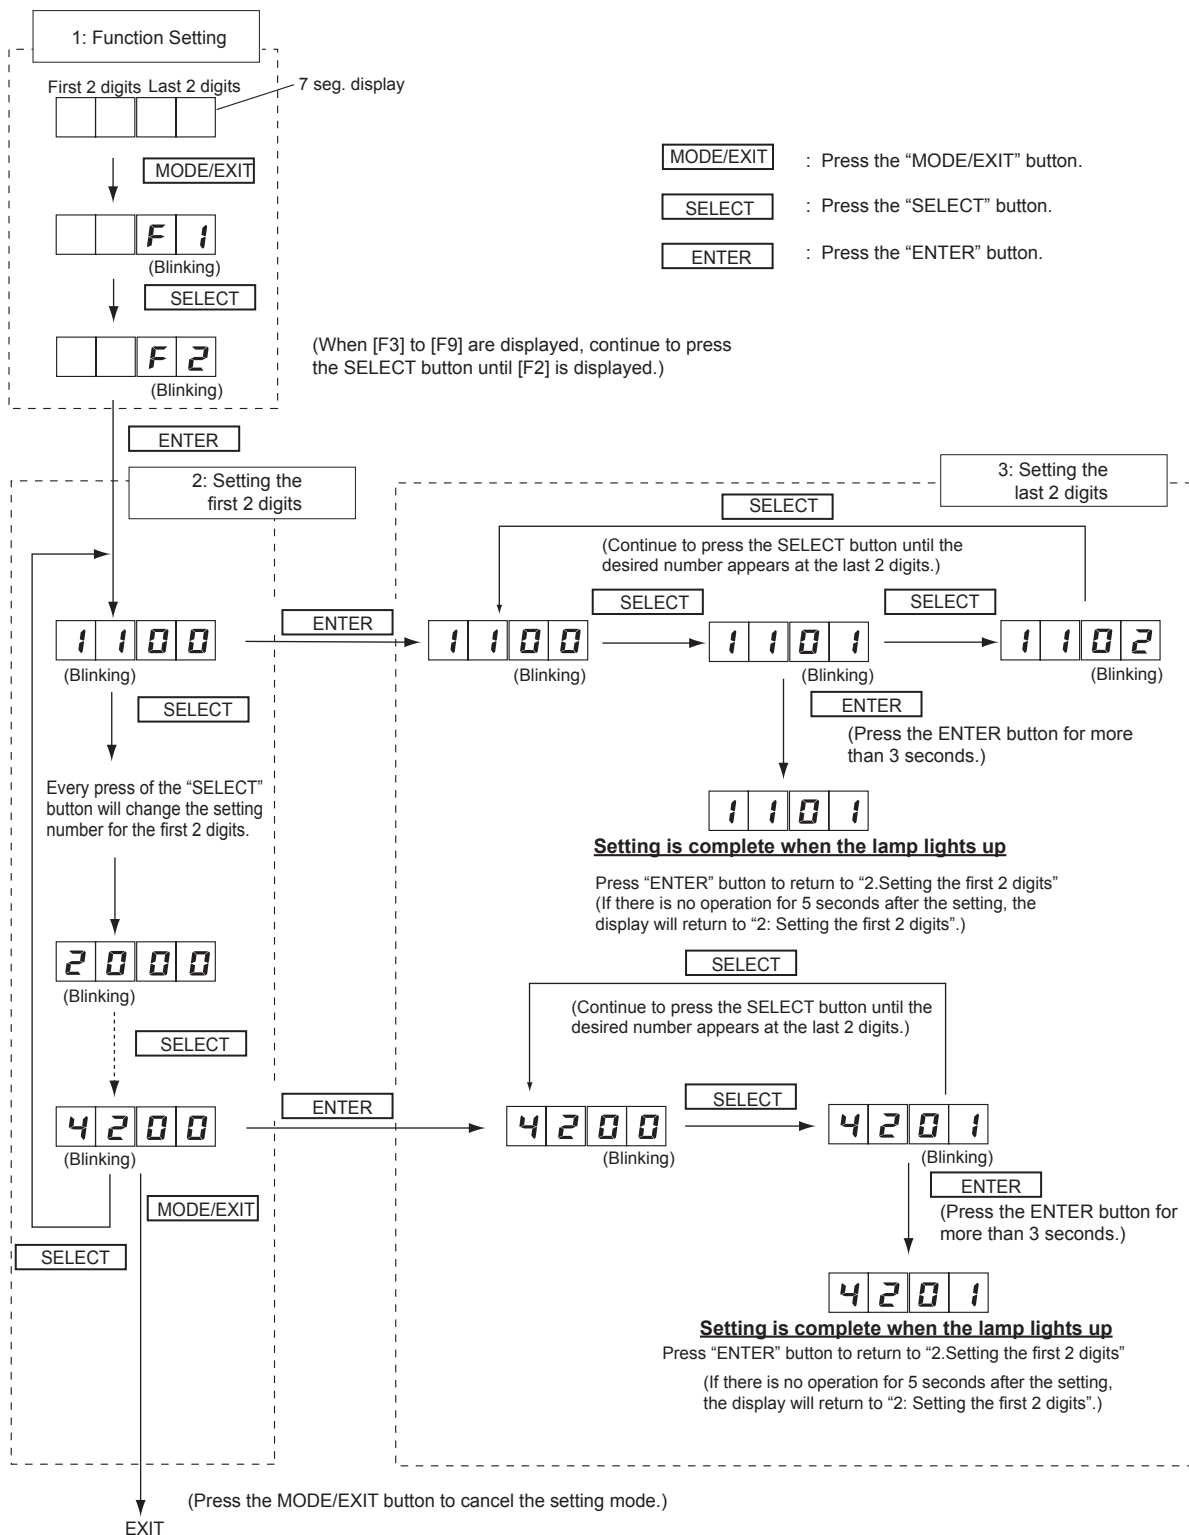 1: Function Setting
First 2 digits Last 2 digits
7 seg. display
MODE/EXIT
MODE/EXIT : Press the “MODE/EXIT” button.
SELECT : Press the “SELECT” button.
ENTER : Press the “ENTER” button.
F 1
(Blinking)
SELECT
F 2
(Blinking)
(When [F3] to [F9] are displayed, continue to press
the SELECT button until [F2] is displayed.)
ENTER
2: Setting the
first 2 digits
1 1 0 0
(Blinking)
SELECT
Every press of the “SELECT”
button will change the setting
number for the first 2 digits.
2 0 0 0
(Blinking)
SELECT
4 2 0 0
(Blinking)
MODE/EXIT
SELECT
ENTER
ENTER
3: Setting the
last 2 digits
SELECT
(Continue to press the SELECT button until the
desired number appears at the last 2 digits.)
SELECT
SELECT
1 1 0 0
(Blinking)
1 1 0 1
(Blinking)
1 1 0 2
(Blinking)
ENTER
(Press the ENTER button for more
than 3 seconds.)
1 1 0 1
Setting is complete when the lamp lights up
Press “ENTER” button to return to “2.Setting the first 2 digits”
(If there is no operation for 5 seconds after the setting, the
display will return to “2: Setting the first 2 digits”.)
SELECT
(Continue to press the SELECT button until the
desired number appears at the last 2 digits.)
SELECT
4 2 0 0
(Blinking)
4 2 0 1
(Blinking)
ENTER
(Press the ENTER button for
more than 3 seconds.)
4 2 0 1
Setting is complete when the lamp lights up
Press “ENTER” button to return to “2.Setting the first 2 digits”
(If there is no operation for 5 seconds after the setting,
the display will return to “2: Setting the first 2 digits”.)
(Press the MODE/EXIT button to cancel the setting mode.)
EXIT